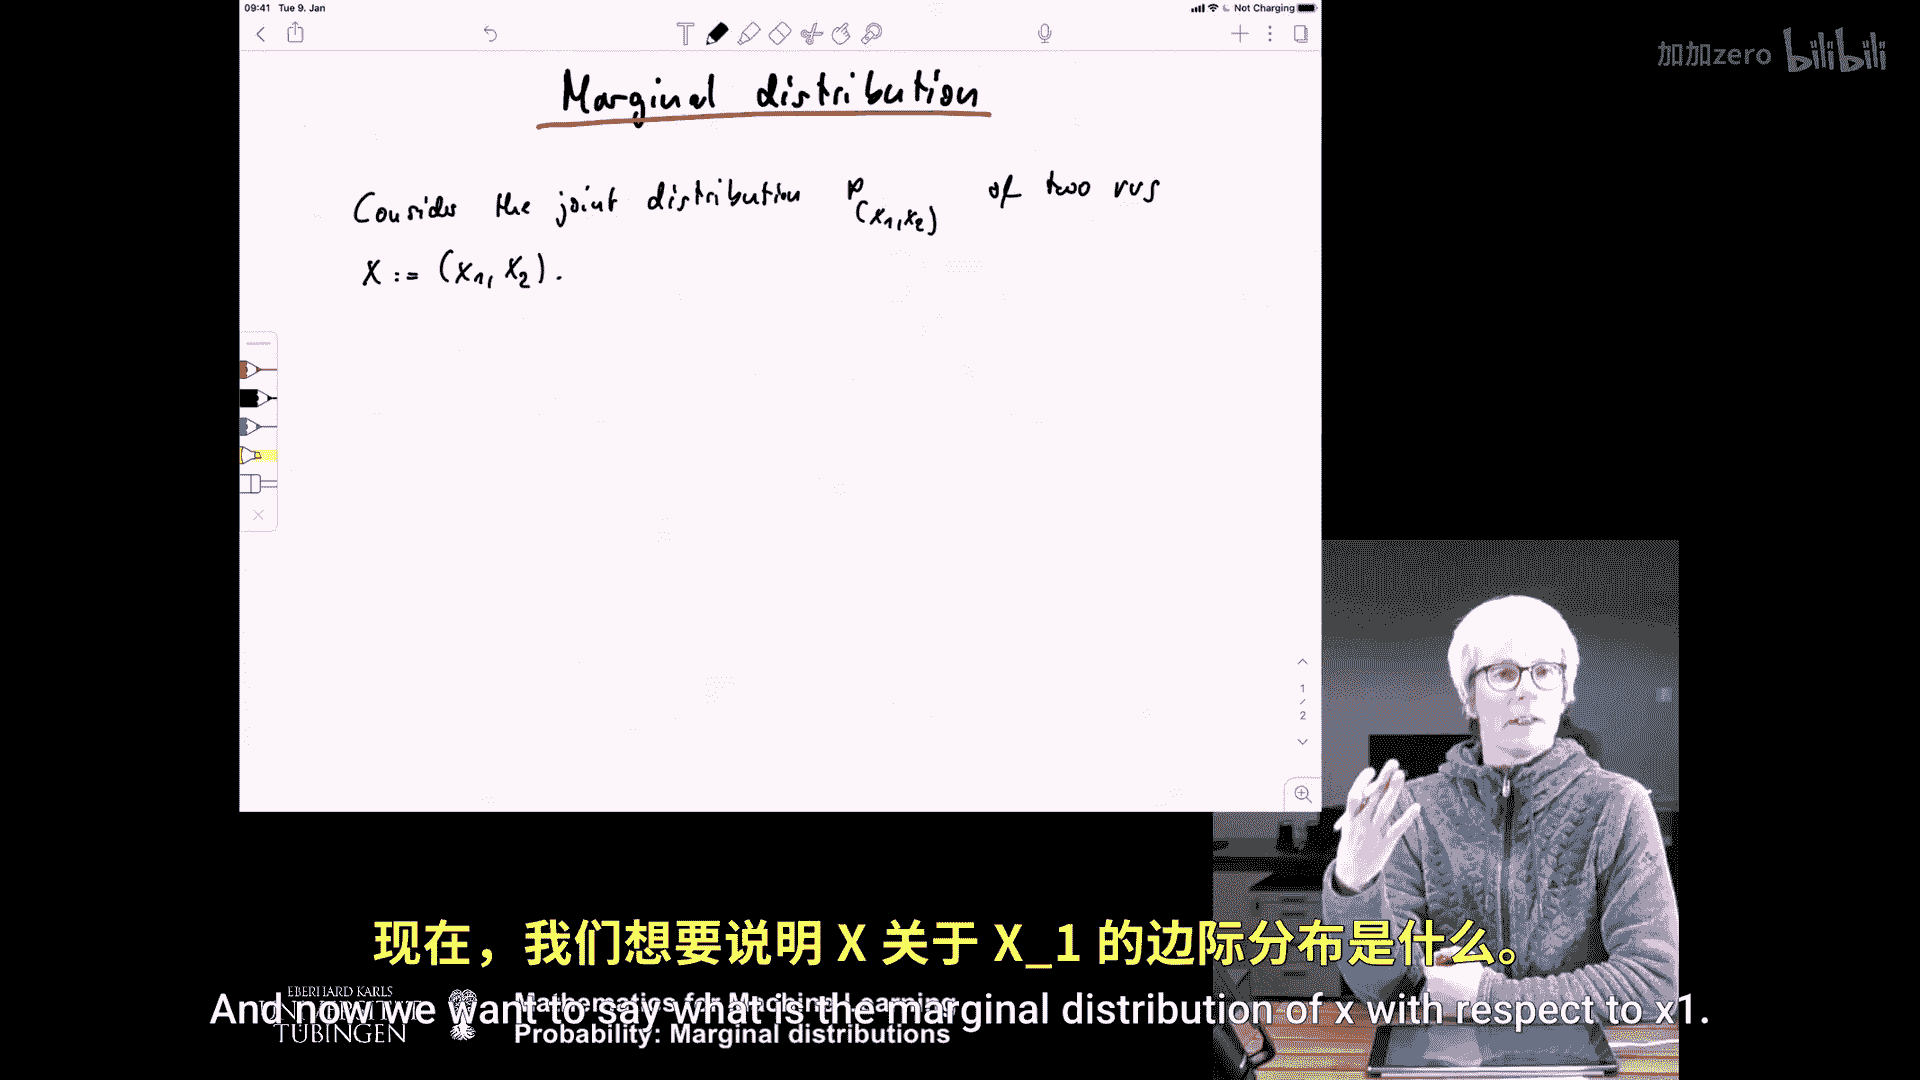 09:41 Tue 9. Jan
Not Charging
加加zero bilibili
Marginal distribution
Consider the joint distribution P(X1,X2) of two rvs
X := (X1, X2).
1
/
2
现在，我们想要说明 X 关于 X_1 的边际分布是什么。
And now we want to say what is the marginal distribution of x with respect to x1.
EBERHARD KARLS
UNIVERSITÄT
TÜBINGEN
Mathematics for Machine Learning
Probability: Marginal distributions